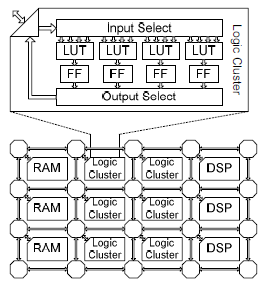 Input Select
LUT LUT LUT LUT
FF FF FF FF
Output Select
Logic Cluster
RAM
Logic
Cluster
Logic
Cluster
DSP
RAM
Logic
Cluster
Logic
Cluster
DSP
RAM
Logic
Cluster
Logic
Cluster
DSP